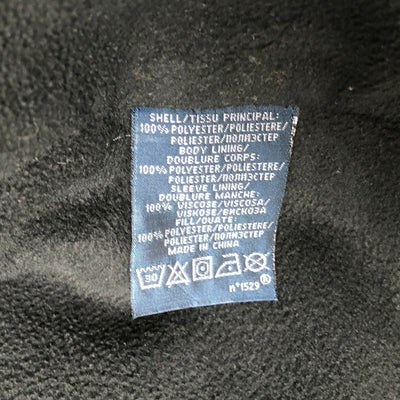 SHELL/TISSU PRINCIPAL:
100% POLYESTER/POLIESTERE/
POLIESTER/ПОЛИЭСТЕР
BODY LINING/
DOUBLURE CORPS:
100% POLYESTER/POLIESTERE/
POLIESTER/ПОЛИЭСТЕР
SLEEVE LINING/
DOUBLURE MANCHE:
100% VISCOSE/VISCOSA/
VISKOSE/ВИСКОЗА
FILL/OUATE:
100% POLYESTER/POLIESTERE/
POLIESTER/ПОЛИЭСТЕР
MADE IN CHINA
30
n°1529 ®